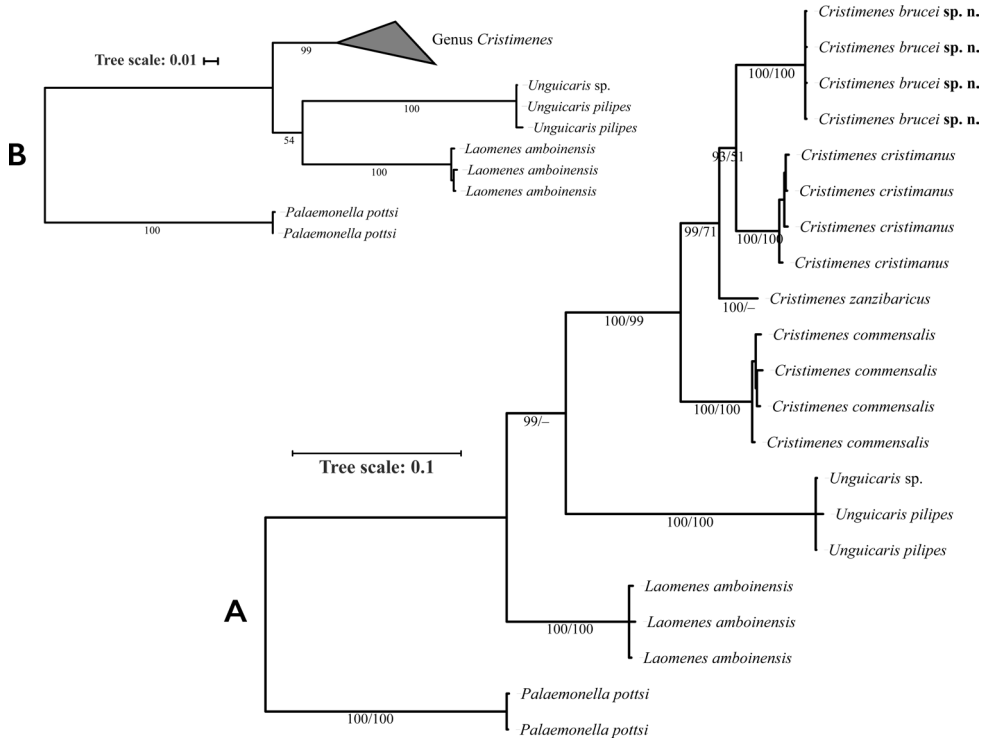 B
Tree scale: 0.01
99
Genus Cristimenes
100
Unguicaris sp.
Unguicaris pilipes
Unguicaris pilipes
54
100
Laomenes amboinensis
Laomenes amboinensis
Laomenes amboinensis
100
Palaemonella pottsi
Palaemonella pottsi
A
Tree scale: 0.1
100/100
Cristimenes brucei sp. n.
Cristimenes brucei sp. n.
Cristimenes brucei sp. n.
Cristimenes brucei sp. n.
93/51
100/100
Cristimenes cristimanus
Cristimenes cristimanus
Cristimenes cristimanus
Cristimenes cristimanus
99/71
100/–
Cristimenes zanzibaricus
100/99
100/100
Cristimenes commensalis
Cristimenes commensalis
Cristimenes commensalis
Cristimenes commensalis
99/–
100/100
Unguicaris sp.
Unguicaris pilipes
Unguicaris pilipes
100/100
Laomenes amboinensis
Laomenes amboinensis
Laomenes amboinensis
100/100
Palaemonella pottsi
Palaemonella pottsi